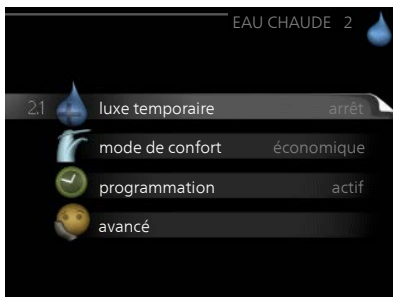 EAU CHAUDE 2
2.1 luxe temporaire arrêt
mode de confort économique
programmation actif
avancé